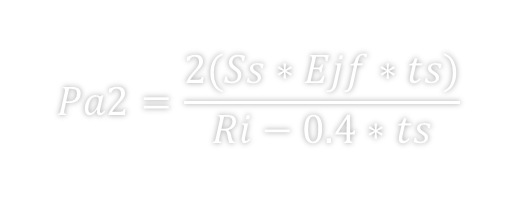 Pa2 = 2(Ss * Ejf * ts) / Ri − 0.4 * ts